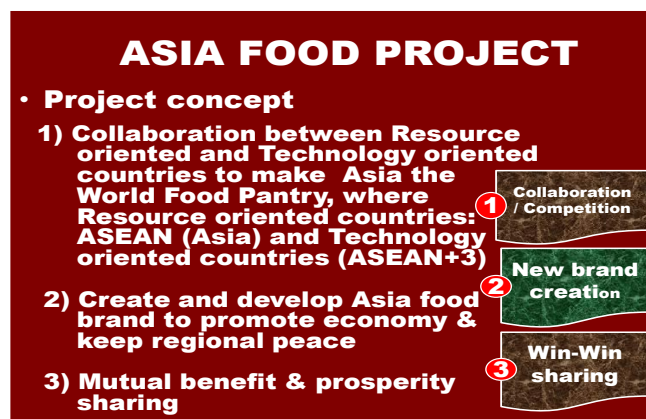 ASIA FOOD PROJECT
• Project concept
1) Collaboration between Resource
oriented and Technology oriented
countries to make Asia the
World Food Pantry, where
Resource oriented countries:
ASEAN (Asia) and Technology
oriented countries (ASEAN+3)
2) Create and develop Asia food
brand to promote economy &
keep regional peace
3) Mutual benefit & prosperity
sharing
1
Collaboration
/ Competition
2
New brand
creation
3
Win-Win
sharing